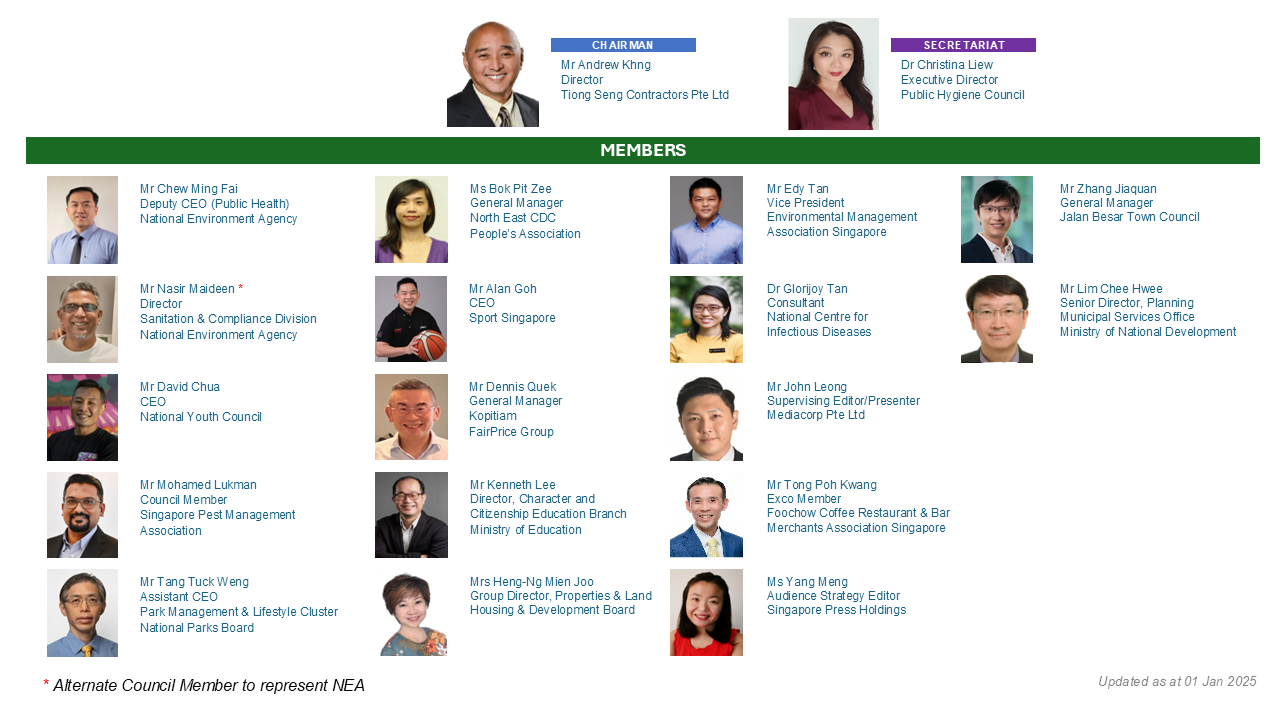 CHAIRMAN
Mr Andrew Khng
Director
Tiong Seng Contractors Pte Ltd
SECRETARIAT
Dr Christina Liew
Executive Director
Public Hygiene Council
MEMBERS
Mr Chew Ming Fai
Deputy CEO (Public Health)
National Environment Agency
Ms Bok Pit Zee
General Manager
North East CDC
People's Association
Mr Edy Tan
Vice President
Environmental Management
Association Singapore
Mr Zhang Jiaquan
General Manager
Jalan Besar Town Council
Mr Nasir Maideen *
Director
Sanitation & Compliance Division
National Environment Agency
Mr Alan Goh
CEO
Sport Singapore
Dr Glorijoy Tan
Consultant
National Centre for
Infectious Diseases
Mr Lim Chee Hwee
Senior Director, Planning
Municipal Services Office
Ministry of National Development
Mr David Chua
CEO
National Youth Council
Mr Dennis Quek
General Manager
Kopitiam
FairPrice Group
Mr John Leong
Supervising Editor/Presenter
Mediacorp Pte Ltd
Mr Mohamed Lukman
Council Member
Singapore Pest Management
Association
Mr Kenneth Lee
Director, Character and
Citizenship Education Branch
Ministry of Education
Mr Tong Poh Kwang
Exco Member
Foochow Coffee Restaurant & Bar
Merchants Association Singapore
Mr Tang Tuck Weng
Assistant CEO
Park Management & Lifestyle Cluster
National Parks Board
Mrs Heng-Ng Mien Joo
Group Director, Properties & Land
Housing & Development Board
Ms Yang Meng
Audience Strategy Editor
Singapore Press Holdings
* Alternate Council Member to represent NEA
Updated as at 01 Jan 2025